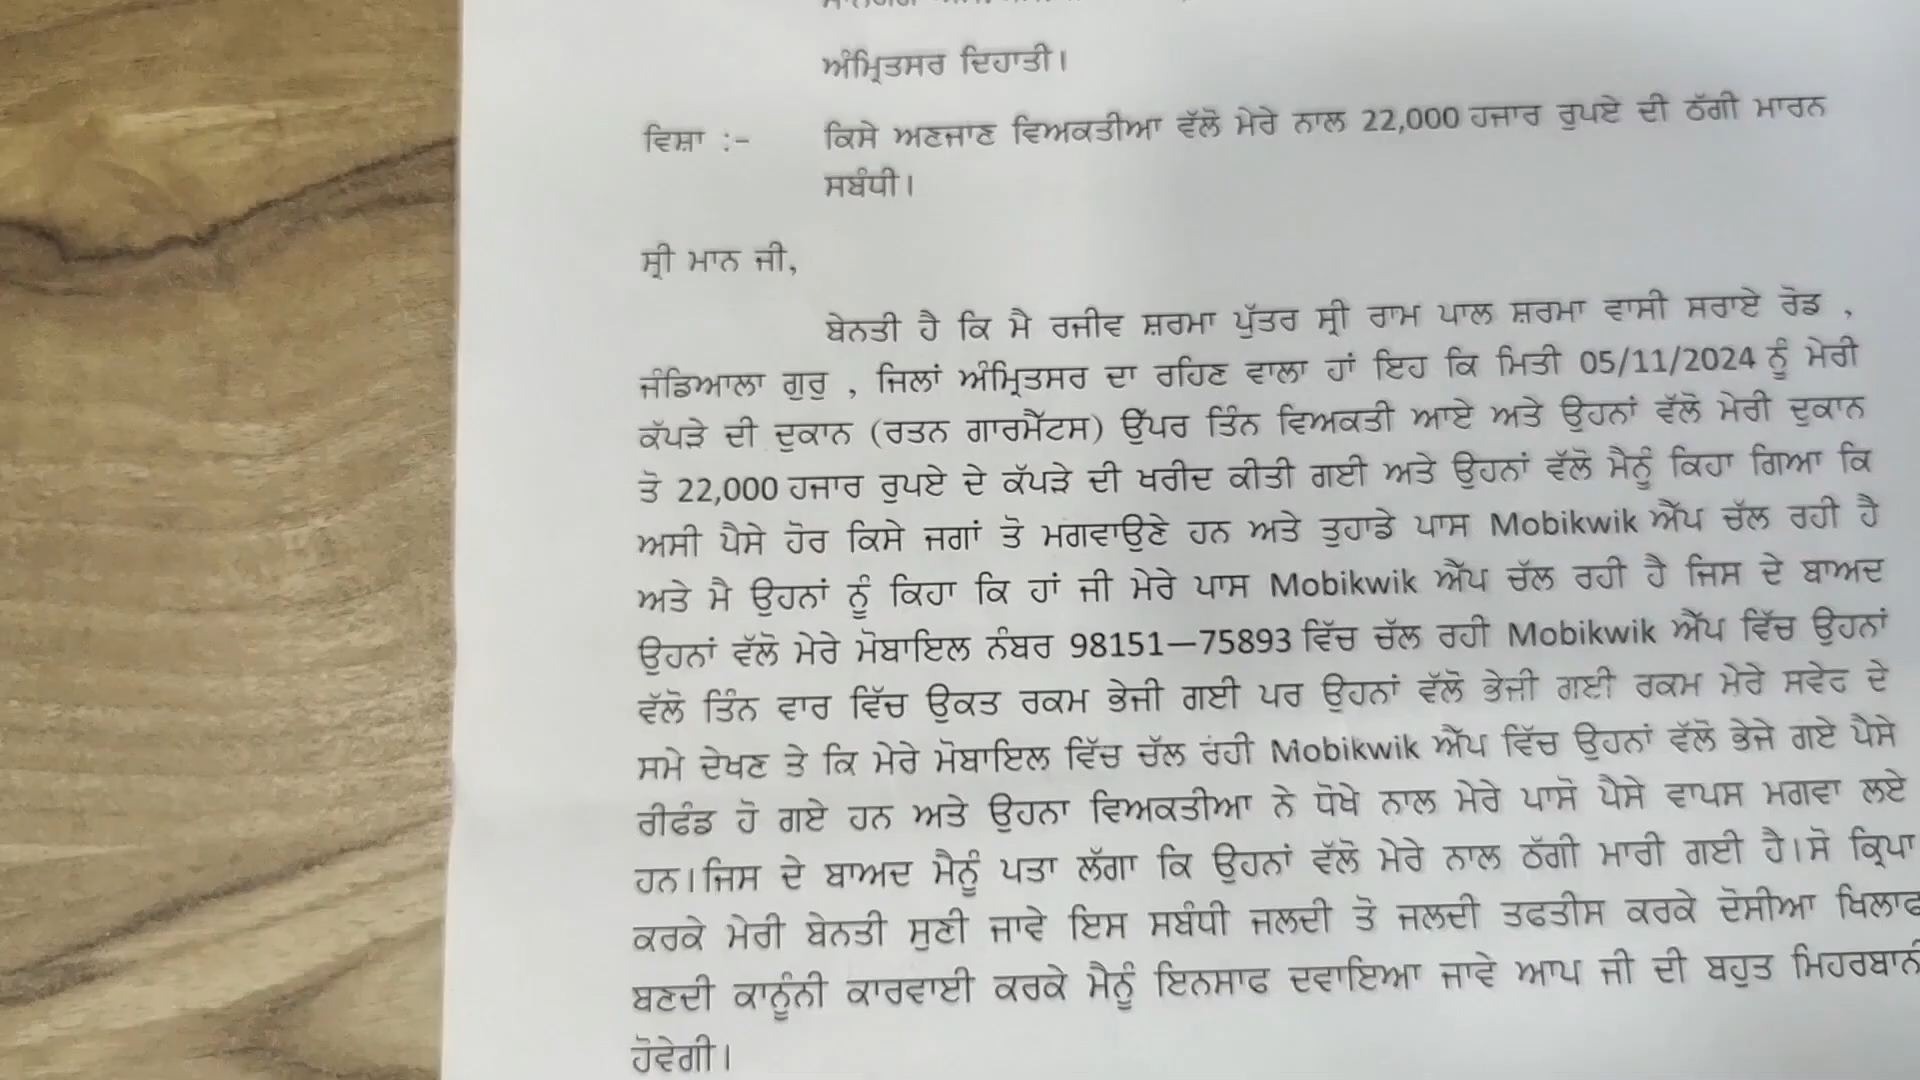 ਅੰਮ੍ਰਿਤਸਰ ਦਿਹਾਤੀ।
ਵਿਸ਼ਾ :- ਕਿਸੇ ਅਣਜਾਣ ਵਿਅਕਤੀਆ ਵੱਲੋ ਮੇਰੇ ਨਾਲ 22,000 ਹਜਾਰ ਰੁਪਏ ਦੀ ਠੱਗੀ ਮਾਰਨ
ਸਬੰਧੀ।
ਸ੍ਰੀ ਮਾਨ ਜੀ,
ਬੇਨਤੀ ਹੈ ਕਿ ਮੈ ਰਜੀਵ ਸ਼ਰਮਾ ਪੁੱਤਰ ਸ੍ਰੀ ਰਾਮ ਪਾਲ ਸ਼ਰਮਾ ਵਾਸੀ ਸਰਾਏ ਰੋਡ ,
ਜੰਡਿਆਲਾ ਗੁਰੁ , ਜਿਲਾਂ ਅੰਮ੍ਰਿਤਸਰ ਦਾ ਰਹਿਣ ਵਾਲਾ ਹਾਂ ਇਹ ਕਿ ਮਿਤੀ 05/11/2024 ਨੂੰ ਮੇਰੀ
ਕੱਪੜੇ ਦੀ ਦੁਕਾਨ (ਰਤਨ ਗਾਰਮੈਂਟਸ) ਉੱਪਰ ਤਿੰਨ ਵਿਅਕਤੀ ਆਏ ਅਤੇ ਉਹਨਾਂ ਵੱਲੋ ਮੇਰੀ ਦੁਕਾਨ
ਤੋ 22,000 ਹਜਾਰ ਰੁਪਏ ਦੇ ਕੱਪੜੇ ਦੀ ਖਰੀਦ ਕੀਤੀ ਗਈ ਅਤੇ ਉਹਨਾਂ ਵੱਲੋ ਮੈਨੂੰ ਕਿਹਾ ਗਿਆ ਕਿ
ਅਸੀ ਪੈਸੇ ਹੋਰ ਕਿਸੇ ਜਗਾਂ ਤੋ ਮਗਵਾਉਣੇ ਹਨ ਅਤੇ ਤੁਹਾਡੇ ਪਾਸ Mobikwik ਐਂਪ ਚੱਲ ਰਹੀ ਹੈ
ਅਤੇ ਮੈ ਉਹਨਾਂ ਨੂੰ ਕਿਹਾ ਕਿ ਹਾਂ ਜੀ ਮੇਰੇ ਪਾਸ Mobikwik ਐੱਪ ਚੱਲ ਰਹੀ ਹੈ ਜਿਸ ਦੇ ਬਾਅਦ
ਉਹਨਾਂ ਵੱਲੋ ਮੇਰੇ ਮੋਬਾਇਲ ਨੰਬਰ 98151—75893 ਵਿੱਚ ਚੱਲ ਰਹੀ Mobikwik ਐੱਪ ਵਿੱਚ ਉਹਨਾਂ
ਵੱਲੋ ਤਿੰਨ ਵਾਰ ਵਿੱਚ ਉਕਤ ਰਕਮ ਭੇਜੀ ਗਈ ਪਰ ਉਹਨਾਂ ਵੱਲੋ ਭੇਜੀ ਗਈ ਰਕਮ ਮੇਰੇ ਸਵੇਰ ਦੇ
ਸਮੇ ਦੇਖਣ ਤੇ ਕਿ ਮੇਰੇ ਮੋਬਾਇਲ ਵਿੱਚ ਚੱਲ ਰਹੀ Mobikwik ਐੱਪ ਵਿੱਚ ਉਹਨਾਂ ਵੱਲੋ ਭੇਜੇ ਗਏ ਪੈਸੇ
ਰੀਫੰਡ ਹੋ ਗਏ ਹਨ ਅਤੇ ਉਹਨਾ ਵਿਅਕਤੀਆ ਨੇ ਧੋਖੇ ਨਾਲ ਮੇਰੇ ਪਾਸੋ ਪੈਸੇ ਵਾਪਸ ਮਗਵਾ ਲਏ
ਹਨ।ਜਿਸ ਦੇ ਬਾਅਦ ਮੈਨੂੰ ਪਤਾ ਲੱਗਾ ਕਿ ਉਹਨਾਂ ਵੱਲੋ ਮੇਰੇ ਨਾਲ ਠੱਗੀ ਮਾਰੀ ਗਈ ਹੈ।ਸੋ ਕ੍ਰਿਪਾ
ਕਰਕੇ ਮੇਰੀ ਬੇਨਤੀ ਸੁਣੀ ਜਾਵੇ ਇਸ ਸਬੰਧੀ ਜਲਦੀ ਤੋ ਜਲਦੀ ਤਫਤੀਸ ਕਰਕੇ ਦੋਸੀਆ ਖਿਲਾਫ
ਬਣਦੀ ਕਾਨੂੰਨੀ ਕਾਰਵਾਈ ਕਰਕੇ ਮੈਨੂੰ ਇਨਸਾਫ ਦਵਾਇਆ ਜਾਵੇ ਆਪ ਜੀ ਦੀ ਬਹੁਤ ਮਿਹਰਬਾਨੀ
ਹੋਵੇਗੀ।